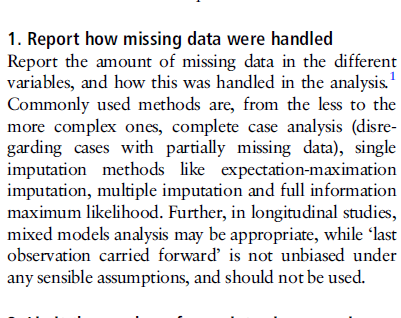 1. Report how missing data were handled
Report the amount of missing data in the different
variables, and how this was handled in the analysis.1
Commonly used methods are, from the less to the
more complex ones, complete case analysis (disre-
garding cases with partially missing data), single
imputation methods like expectation-maximation
imputation, multiple imputation and full information
maximum likelihood. Further, in longitudinal studies,
mixed models analysis may be appropriate, while ‘last
observation carried forward’ is not unbiased under
any sensible assumptions, and should not be used.